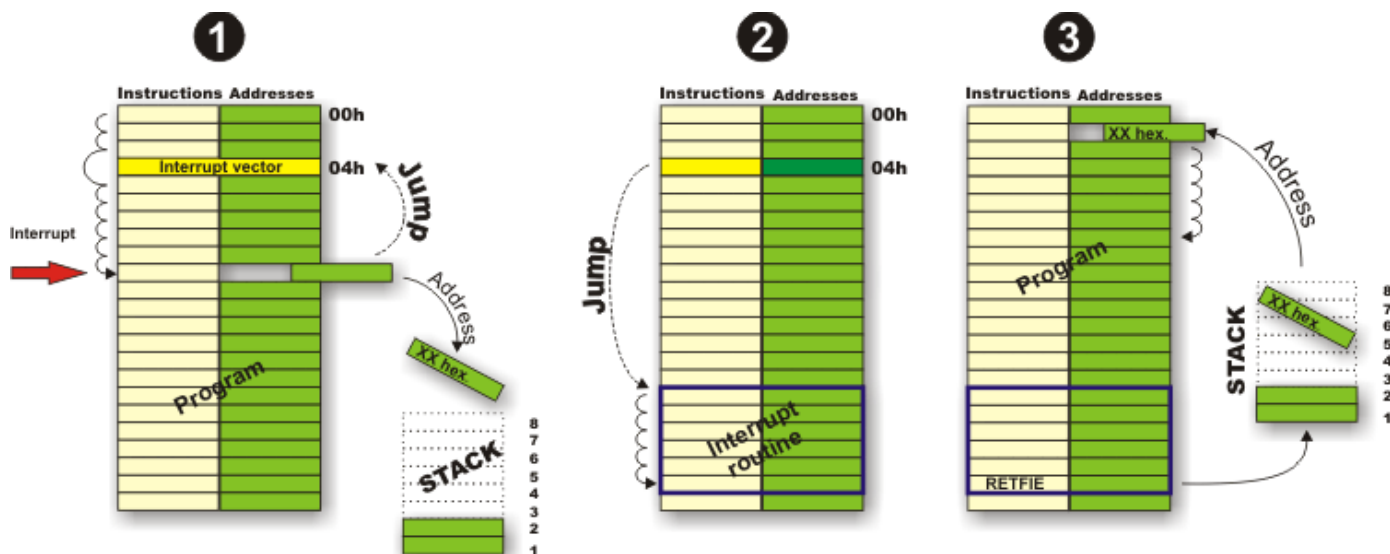 1
Instructions Addresses
00h
Interrupt vector
04h
Jump
Interrupt
Address
XX hex.
Program
STACK
8
7
6
5
4
3
2
1
2
Instructions Addresses
00h
04h
Jump
Interrupt
routine
3
Instructions Addresses
XX hex.
Address
Program
XX hex.
STACK
8
7
6
5
4
3
2
1
RETFIE